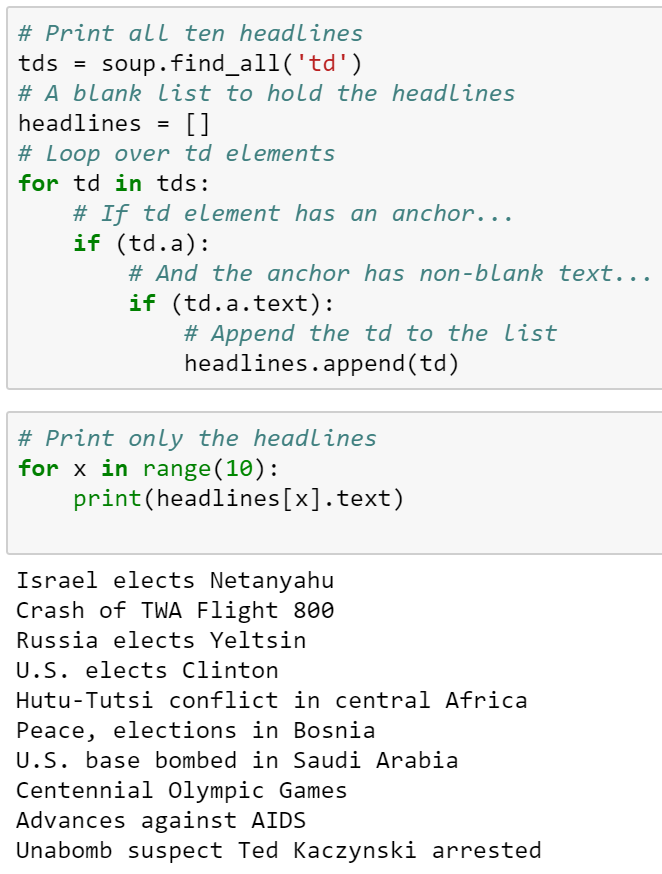 # Print all ten headlines
tds = soup.find_all('td')
# A blank list to hold the headlines
headlines = []
# Loop over td elements
for td in tds:
    # If td element has an anchor...
    if (td.a):
        # And the anchor has non-blank text...
        if (td.a.text):
            # Append the td to the list
            headlines.append(td)
# Print only the headlines
for x in range(10):
    print(headlines[x].text)
Israel elects Netanyahu
Crash of TWA Flight 800
Russia elects Yeltsin
U.S. elects Clinton
Hutu-Tutsi conflict in central Africa
Peace, elections in Bosnia
U.S. base bombed in Saudi Arabia
Centennial Olympic Games
Advances against AIDS
Unabomb suspect Ted Kaczynski arrested